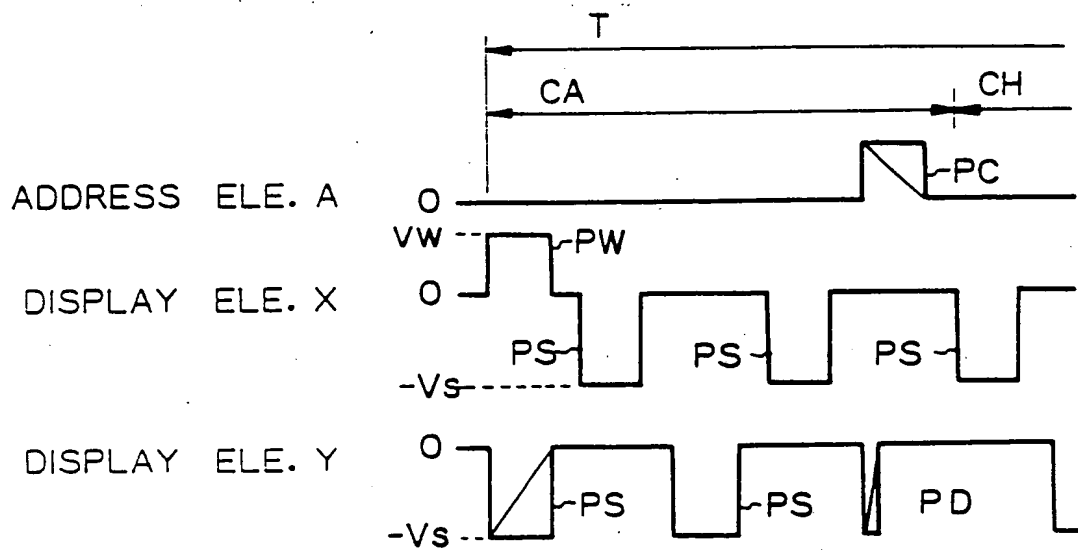 T
CA CH
ADDRESS ELE. A 0 PC
VW PW
DISPLAY ELE. X 0
PS PS PS
-Vs
DISPLAY ELE. Y 0
PS PS PD
-Vs